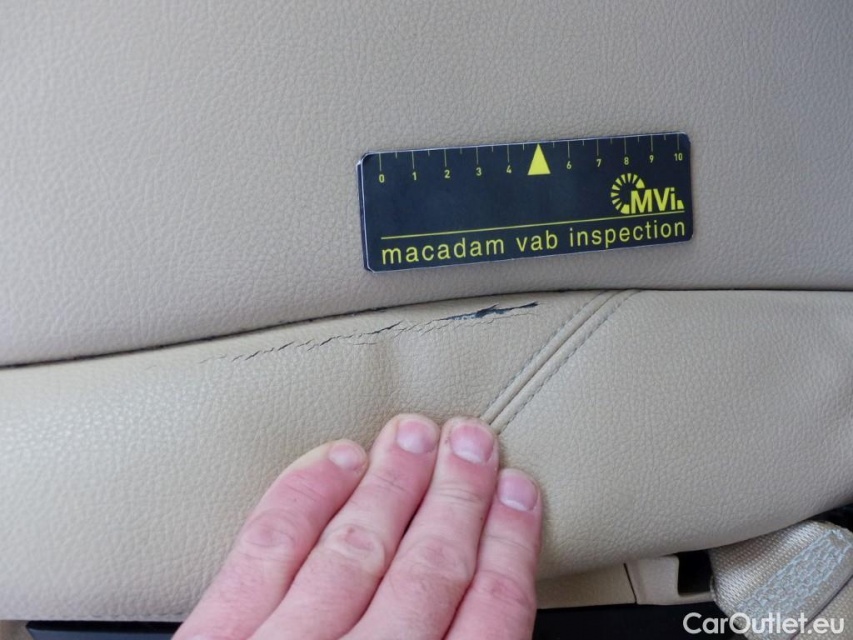 0 1 2 3 4 6 7 8 9 10
MVi.
macadam vab inspection
CarOutlet.eu